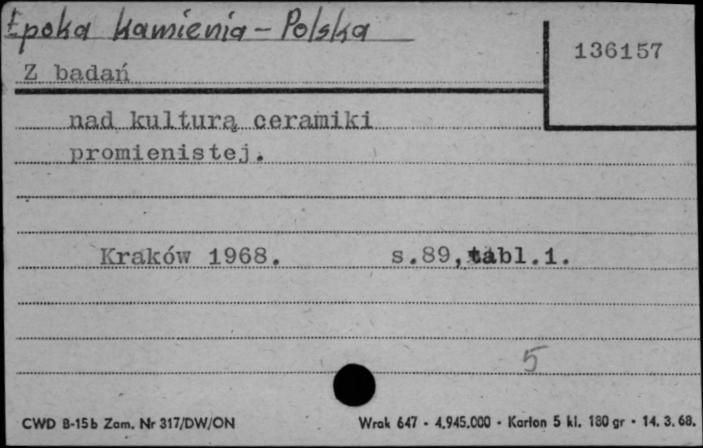 Epoka kamienia - Polska
136157
Z badań
nad kulturą ceramiki
promienistej.
Kraków 1968. s.89,tabl.1.
5
CWD B-15b Zam. Nr 317/DW/ON Wrak 647 - 4.945.000 - Karton 5 kl. 180 gr - 14. 3. 68.